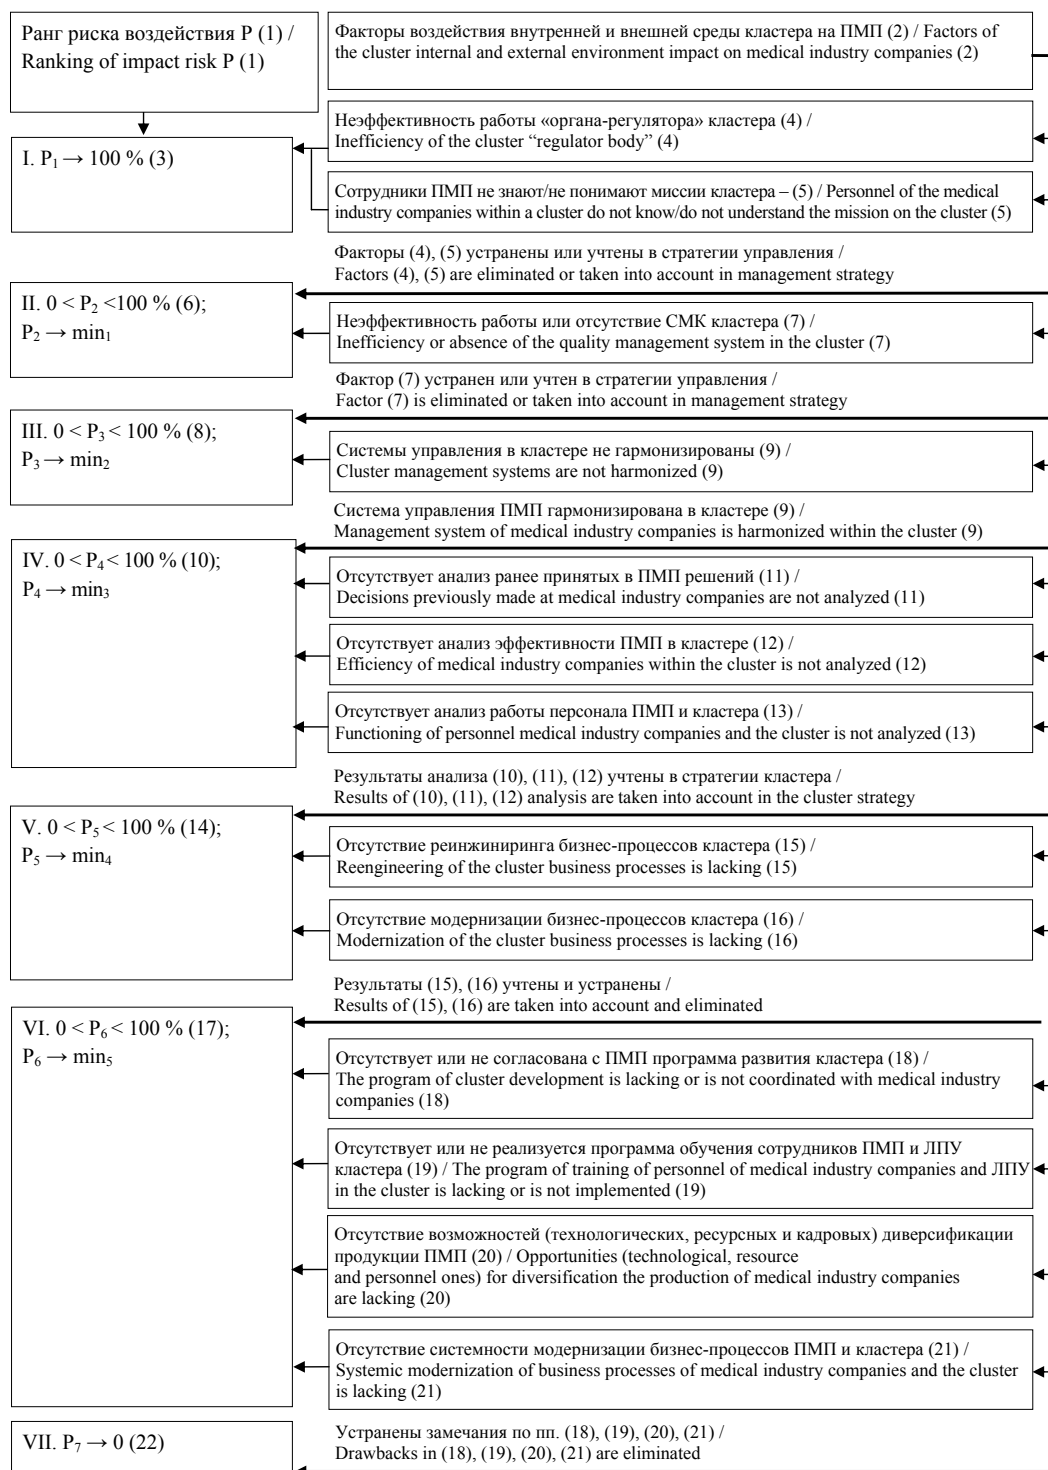 Ранг риска воздействия P (1) /
Ranking of impact risk P (1)
Факторы воздействия внутренней и внешней среды кластера на ПМП (2) / Factors of
the cluster internal and external environment impact on medical industry companies (2)
I. P₁ → 100 % (3)
Неэффективность работы «органа-регулятора» кластера (4) /
Inefficiency of the cluster “regulator body” (4)
Сотрудники ПМП не знают/не понимают миссии кластера – (5) / Personnel of the medical
industry companies within a cluster do not know/do not understand the mission on the cluster (5)
Факторы (4), (5) устранены или учтены в стратегии управления /
Factors (4), (5) are eliminated or taken into account in management strategy
II. 0 < P₂ <100 % (6);
P₂ → min₁
Неэффективность работы или отсутствие СМК кластера (7) /
Inefficiency or absence of the quality management system in the cluster (7)
Фактор (7) устранен или учтен в стратегии управления /
Factor (7) is eliminated or taken into account in management strategy
III. 0 < P₃ < 100 % (8);
P₃ → min₂
Системы управления в кластере не гармонизированы (9) /
Cluster management systems are not harmonized (9)
Система управления ПМП гармонизирована в кластере (9) /
Management system of medical industry companies is harmonized within the cluster (9)
IV. 0 < P₄ < 100 % (10);
P₄ → min₃
Отсутствует анализ ранее принятых в ПМП решений (11) /
Decisions previously made at medical industry companies are not analyzed (11)
Отсутствует анализ эффективности ПМП в кластере (12) /
Efficiency of medical industry companies within the cluster is not analyzed (12)
Отсутствует анализ работы персонала ПМП и кластера (13) /
Functioning of personnel medical industry companies and the cluster is not analyzed (13)
Результаты анализа (10), (11), (12) учтены в стратегии кластера /
Results of (10), (11), (12) analysis are taken into account in the cluster strategy
V. 0 < P₅ < 100 % (14);
P₅ → min₄
Отсутствие реинжиниринга бизнес-процессов кластера (15) /
Reengineering of the cluster business processes is lacking (15)
Отсутствие модернизации бизнес-процессов кластера (16) /
Modernization of the cluster business processes is lacking (16)
Результаты (15), (16) учтены и устранены /
Results of (15), (16) are taken into account and eliminated
VI. 0 < P₆ < 100 % (17);
P₆ → min₅
Отсутствует или не согласована с ПМП программа развития кластера (18) /
The program of cluster development is lacking or is not coordinated with medical industry
companies (18)
Отсутствует или не реализуется программа обучения сотрудников ПМП и ЛПУ
кластера (19) / The program of training of personnel of medical industry companies and ЛПУ
in the cluster is lacking or is not implemented (19)
Отсутствие возможностей (технологических, ресурсных и кадровых) диверсификации
продукции ПМП (20) / Opportunities (technological, resource
and personnel ones) for diversification the production of medical industry companies
are lacking (20)
Отсутствие системности модернизации бизнес-процессов ПМП и кластера (21) /
Systemic modernization of business processes of medical industry companies and the cluster
is lacking (21)
VII. P₇ → 0 (22)
Устранены замечания по пп. (18), (19), (20), (21) /
Drawbacks in (18), (19), (20), (21) are eliminated